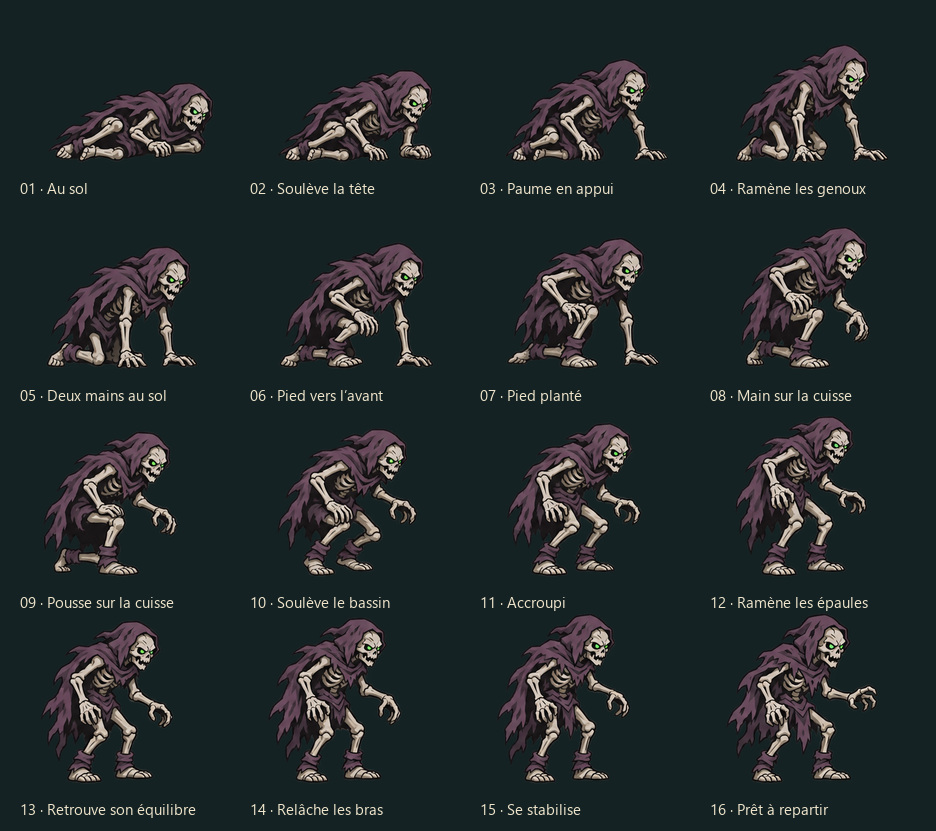 01 · Au sol
02 · Soulève la tête
03 · Paume en appui
04 · Ramène les genoux
05 · Deux mains au sol
06 · Pied vers l'avant
07 · Pied planté
08 · Main sur la cuisse
09 · Pousse sur la cuisse
10 · Soulève le bassin
11 · Accroupi
12 · Ramène les épaules
13 · Retrouve son équilibre
14 · Relâche les bras
15 · Se stabilise
16 · Prêt à repartir